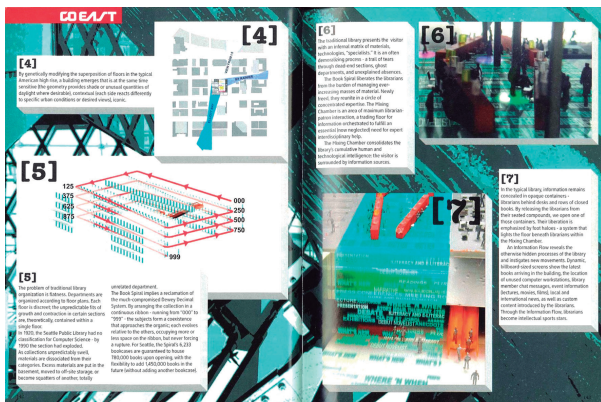 GO EAST
[4]
By genetically modifying the superposition of floors in the typical
American high rise, a building emerges that is at the same time
sensitive (the geometry provides shade or unusual quantities of
daylight where desirable), contextual (each side reacts differently
to specific urban conditions or desired views), iconic.
[4]
[5]
125
375
625
875
000
250
500
750
999
[5]
The problem of traditional library
organization is flatness. Departments are
organized according to floor plans. Each
floor is discreet; the unpredictable fits of
growth and contraction in certain sections
are, theoretically, contained within a
single floor.
In 1920, the Seattle Public Library had no
classification for Computer Science - by
1990 the section had exploded.
As collections unpredictably swell,
materials are dissociated from their
categories. Excess materials are put in the
basement, moved to off-site storage, or
become squatters of another, totally
unrelated department.
The Book Spiral implies a reclamation of
the much-compromised Dewey Decimal
System. By arranging the collection in a
continuous ribbon - running from "000" to
"999" - the subjects form a coexistence
that approaches the organic; each evolves
relative to the others, occupying more or
less space on the ribbon, but never forcing
a rupture. For Seattle, the Spiral's 6,233
bookcases are guaranteed to house
780,000 books upon opening, with the
flexibility to add 1,450,000 books in the
future (without adding another bookcase).
[6]
The traditional library presents the visitor
with an infernal matrix of materials,
technologies, "specialists." It is an often
demoralizing process - a trail of tears
through dead-end sections, ghost
departments, and unexplained absences.
The Book Spiral liberates the librarians
from the burden of managing ever-
increasing masses of material. Newly
freed, they reunite in a circle of
concentrated expertise. The Mixing
Chamber is an area of maximum librarian-
patron interaction, a trading floor for
information orchestrated to fulfill an
essential (now neglected) need for expert
interdisciplinary help.
The Mixing Chamber consolidates the
library's cumulative human and
technological intelligence: the visitor is
surrounded by information sources.
[6]
[7]
[7]
In the typical library, information remains
concealed in opaque containers -
librarians behind desks and rows of closed
books. By releasing the librarians from
their seated compounds, we open one of
those containers. Their liberation is
emphasized by foot haloes - a system that
lights the floor beneath librarians within
the Mixing Chamber.
An Information Flow reveals the
otherwise hidden processes of the library
and instigates new movements. Dynamic,
billboard-sized screens show the latest
books arriving in the building, the location
of unused computer workstations, library
member chat messages, event information
(lectures, movies, films), local and
international news, as well as custom
content introduced by the librarians.
Through the Information Flow, librarians
become intellectual sports stars.
WHERE 'N WHEN